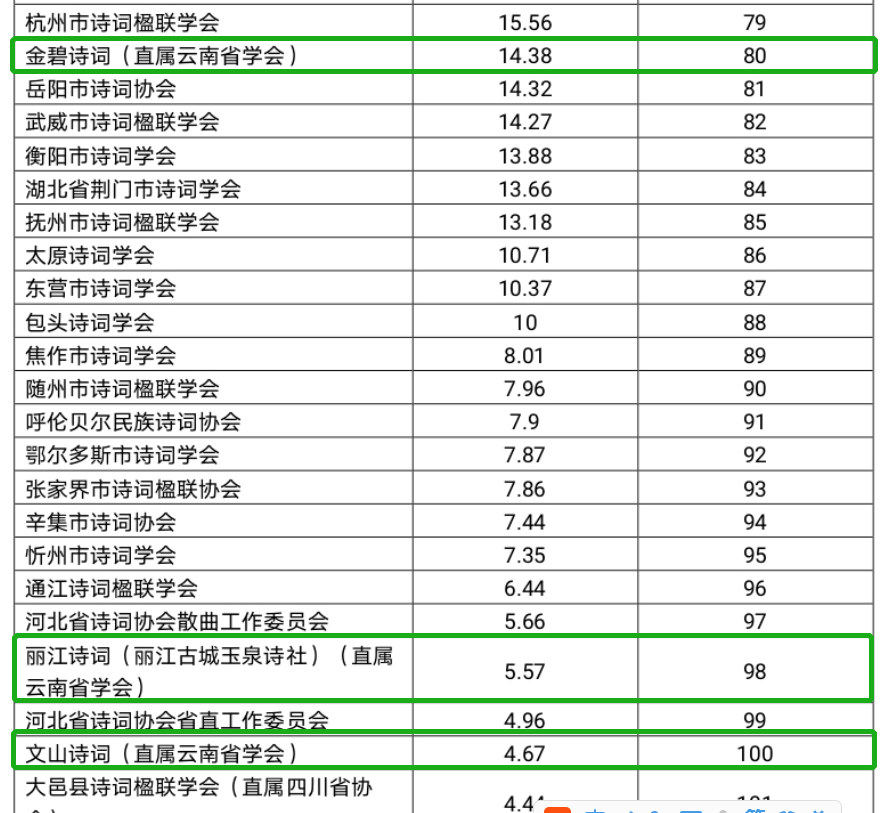 杭州市诗词楹联学会 15.56 79
金碧诗词（直属云南省学会） 14.38 80
岳阳市诗词协会 14.32 81
武威市诗词楹联学会 14.27 82
衡阳市诗词学会 13.88 83
湖北省荆门市诗词学会 13.66 84
抚州市诗词楹联学会 13.18 85
太原诗词学会 10.71 86
东营市诗词学会 10.37 87
包头诗词学会 10 88
焦作市诗词学会 8.01 89
随州市诗词楹联学会 7.96 90
呼伦贝尔民族诗词协会 7.9 91
鄂尔多斯市诗词学会 7.87 92
张家界市诗词楹联协会 7.86 93
辛集市诗词协会 7.44 94
忻州市诗词学会 7.35 95
通江诗词楹联学会 6.44 96
河北省诗词协会散曲工作委员会 5.66 97
丽江诗词（丽江古城玉泉诗社）（直属
云南省学会） 5.57 98
河北省诗词协会省直工作委员会 4.96 99
文山诗词（直属云南省学会） 4.67 100
大邑县诗词楹联学会（直属四川省协